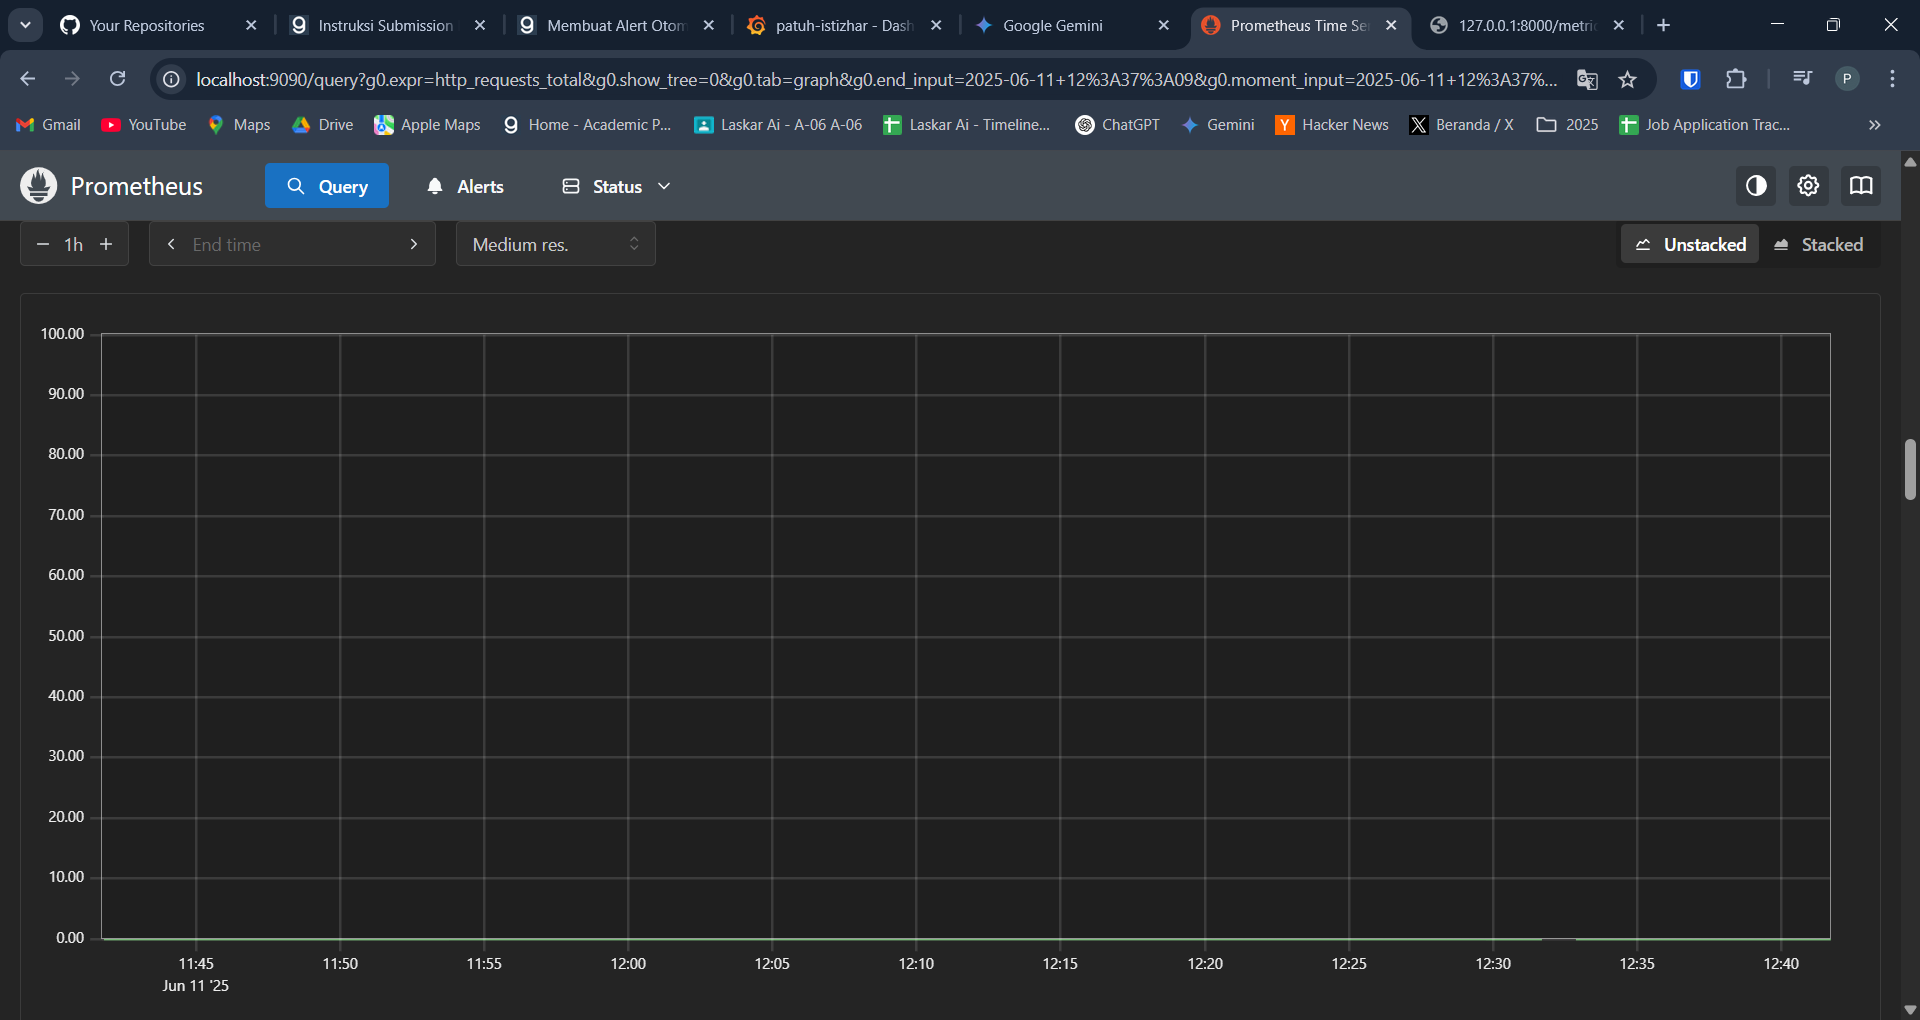 Your Repositories
Instruksi Submission
Membuat Alert Otom
patuh-istizhar - Dash
Google Gemini
Prometheus Time Se
127.0.0.1:8000/metri
localhost:9090/query?g0.expr=http_requests_total&g0.show_tree=0&g0.tab=graph&g0.end_input=2025-06-11+12%3A37%3A09&g0.moment_input=2025-06-11+12%3A37%...
P
Gmail
YouTube
Maps
Drive
Apple Maps
Home - Academic P...
Laskar Ai - A-06 A-06
Laskar Ai - Timeline...
ChatGPT
Gemini
Hacker News
Beranda / X
2025
Job Application Trac...
Prometheus
Query
Alerts
Status
1h
End time
Medium res.
Unstacked
Stacked
100.00
90.00
80.00
70.00
60.00
50.00
40.00
30.00
20.00
10.00
0.00
11:45
11:50
11:55
12:00
12:05
12:10
12:15
12:20
12:25
12:30
12:35
12:40
Jun 11 '25